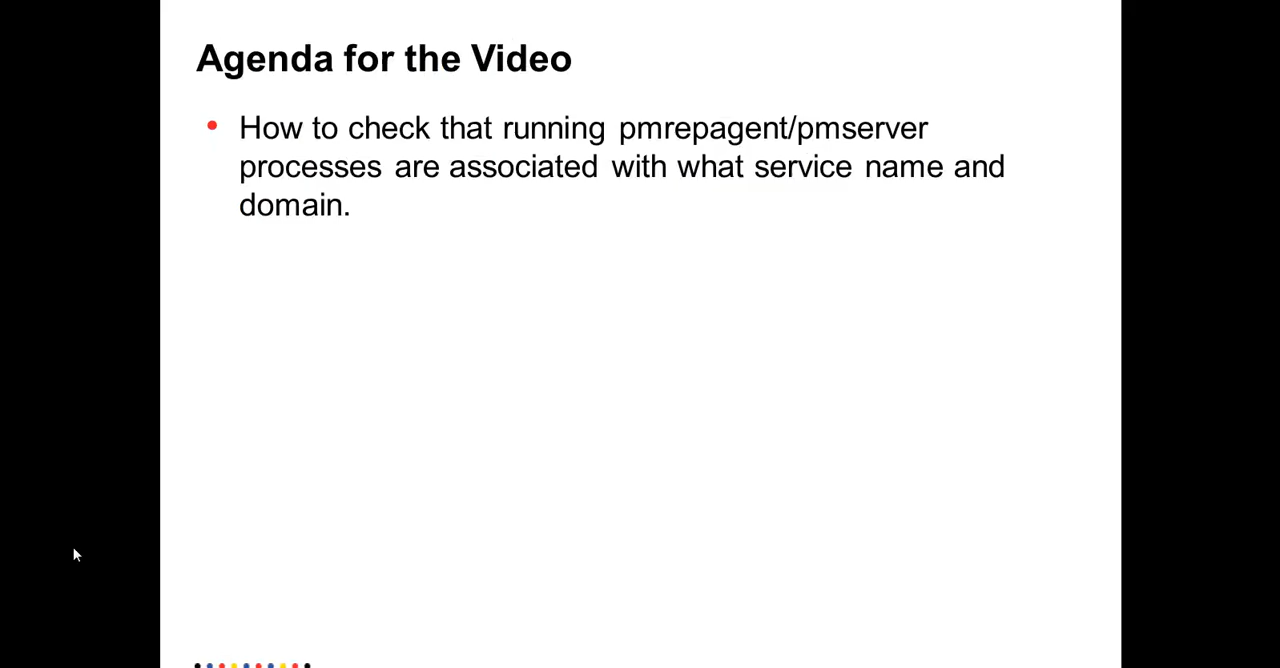 Agenda for the Video
• How to check that running pmrepagent/pmserver
processes are associated with what service name and
domain.